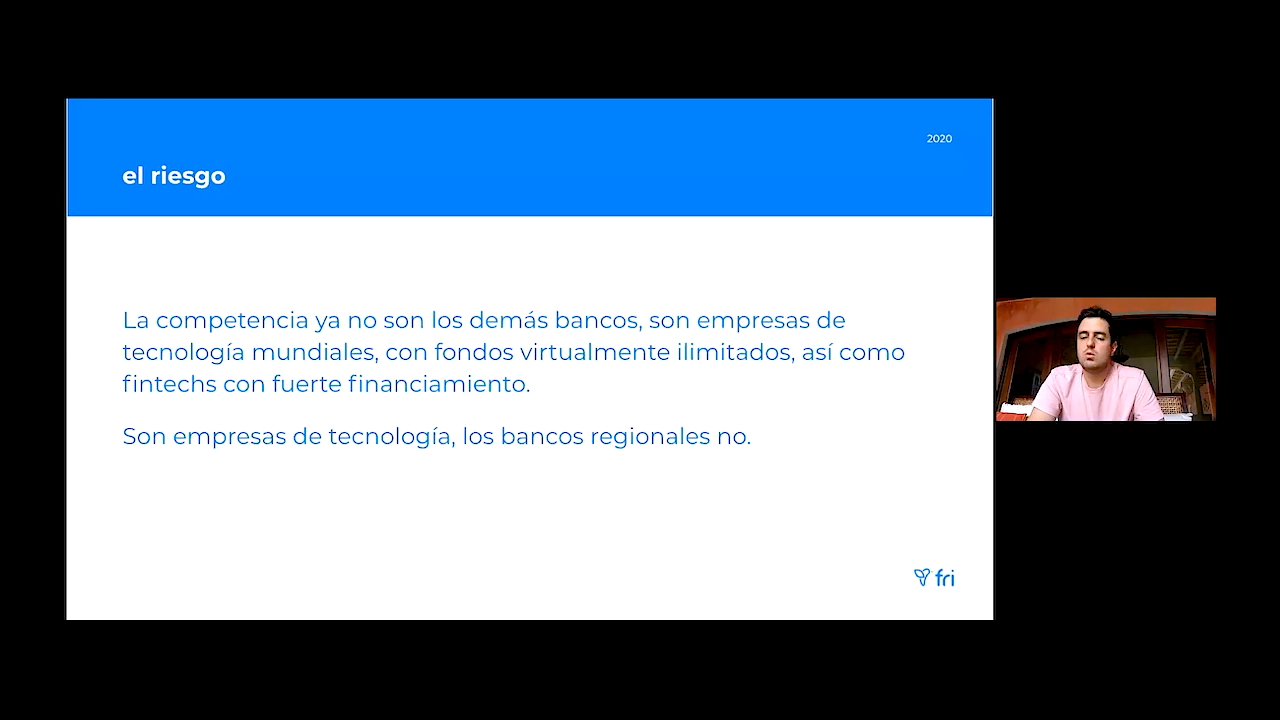 2020
el riesgo
La competencia ya no son los demás bancos, son empresas de
tecnología mundiales, con fondos virtualmente ilimitados, así como
fintechs con fuerte financiamiento.
Son empresas de tecnología, los bancos regionales no.
fri